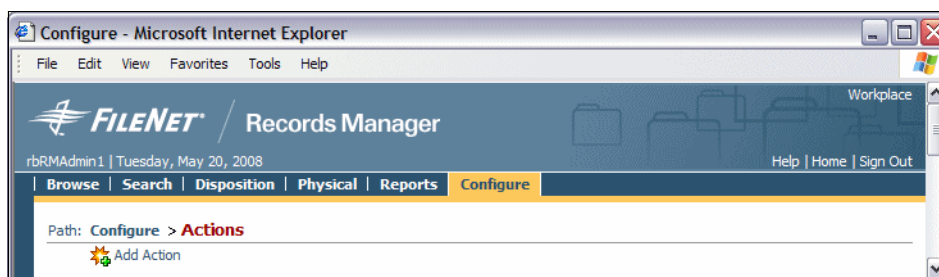 Configure - Microsoft Internet Explorer
File Edit View Favorites Tools Help
Workplace
FILENET Records Manager
rbRMAdmin1 | Tuesday, May 20, 2008 Help | Home | Sign Out
| Browse | Search | Disposition | Physical | Reports Configure
Path: Configure > Actions
Add Action